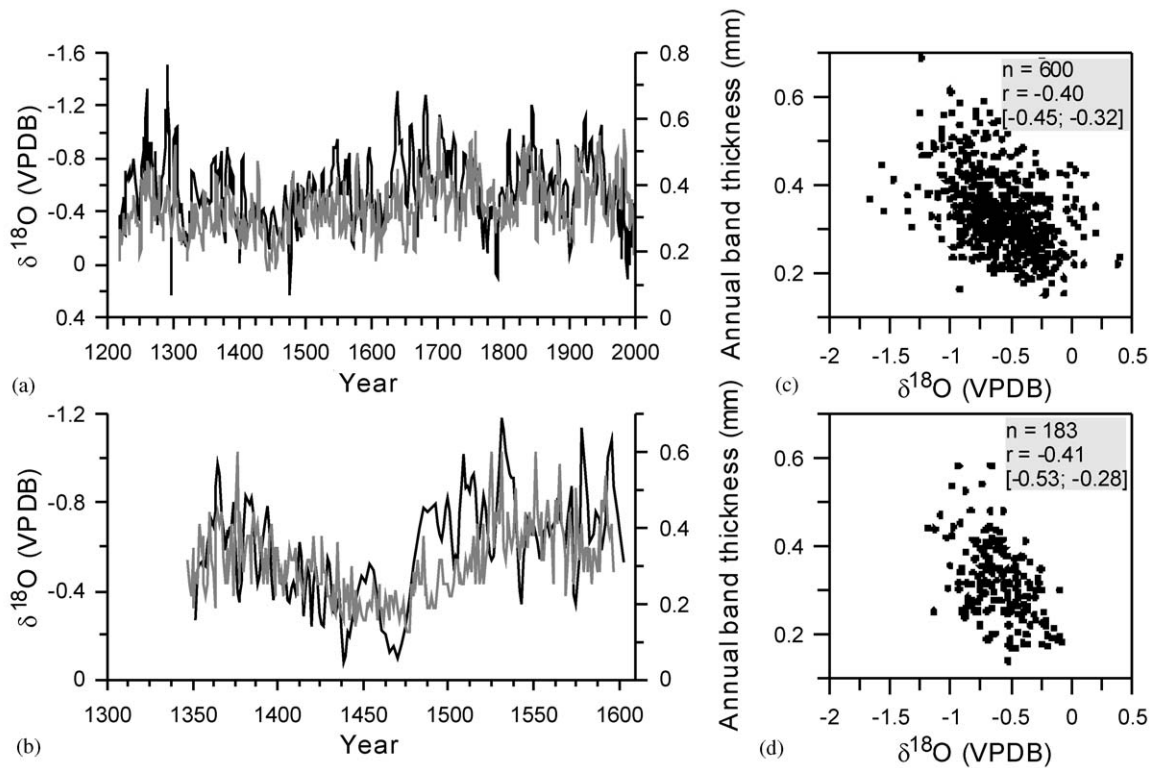 (a)
δ18O (VPDB)
-1.6
-1.2
-0.8
-0.4
0
0.4
0.8
0.6
0.4
0.2
0
1200 1300 1400 1500 1600 1700 1800 1900 2000
Year
(c)
Annual band thickness (mm)
0.6
0.4
0.2
n = 600
r = -0.40
[-0.45; -0.32]
-2 -1.5 -1 -0.5 0 0.5
δ18O (VPDB)
(b)
δ18O (VPDB)
-1.2
-0.8
-0.4
0
0.6
0.4
0.2
0
1300 1350 1400 1450 1500 1550 1600
Year
(d)
Annual band thickness (mm)
0.6
0.4
0.2
n = 183
r = -0.41
[-0.53; -0.28]
-2 -1.5 -1 -0.5 0 0.5
δ18O (VPDB)